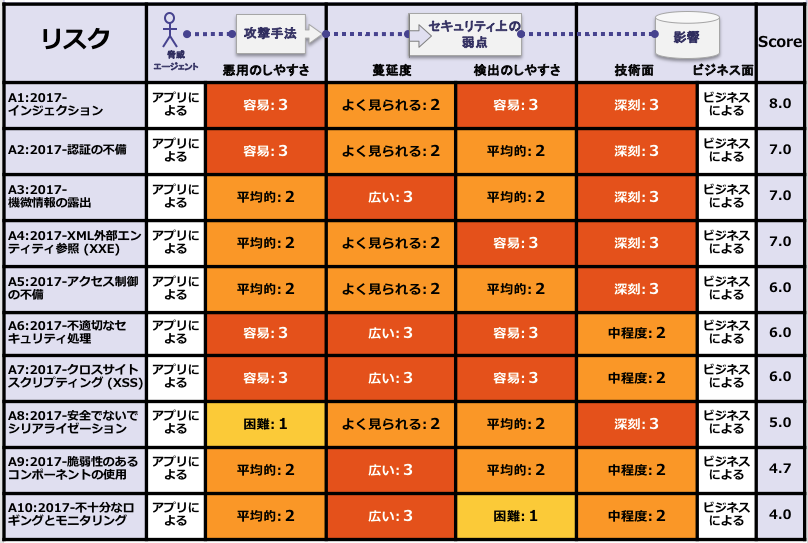 リスク
脅威
エージェント
攻撃手法
セキュリティ上の
弱点
影響
Score
悪用のしやすさ
蔓延度
検出のしやすさ
技術面
ビジネス面
A1:2017-
インジェクション
アプリに
よる
容易: 3
よく見られる: 2
容易: 3
深刻: 3
ビジネス
による
8.0
A2:2017-認証の不備
アプリに
よる
容易: 3
よく見られる: 2
平均的: 2
深刻: 3
ビジネス
による
7.0
A3:2017-
機微情報の露出
アプリに
よる
平均的: 2
広い: 3
平均的: 2
深刻: 3
ビジネス
による
7.0
A4:2017-XML外部エン
ティティ参照 (XXE)
アプリに
よる
平均的: 2
よく見られる: 2
容易: 3
深刻: 3
ビジネス
による
7.0
A5:2017-アクセス制御
の不備
アプリに
よる
平均的: 2
よく見られる: 2
平均的: 2
深刻: 3
ビジネス
による
6.0
A6:2017-不適切なセ
キュリティ処理
アプリに
よる
容易: 3
広い: 3
容易: 3
中程度: 2
ビジネス
による
6.0
A7:2017-クロスサイト
スクリプティング (XSS)
アプリに
よる
容易: 3
広い: 3
容易: 3
中程度: 2
ビジネス
による
6.0
A8:2017-安全でないデ
シリアライゼーション
アプリに
よる
困難: 1
よく見られる: 2
平均的: 2
深刻: 3
ビジネス
による
5.0
A9:2017-脆弱性のある
コンポーネントの使用
アプリに
よる
平均的: 2
広い: 3
平均的: 2
中程度: 2
ビジネス
による
4.7
A10:2017-不十分なロ
ギングとモニタリング
アプリに
よる
平均的: 2
広い: 3
困難: 1
中程度: 2
ビジネス
による
4.0